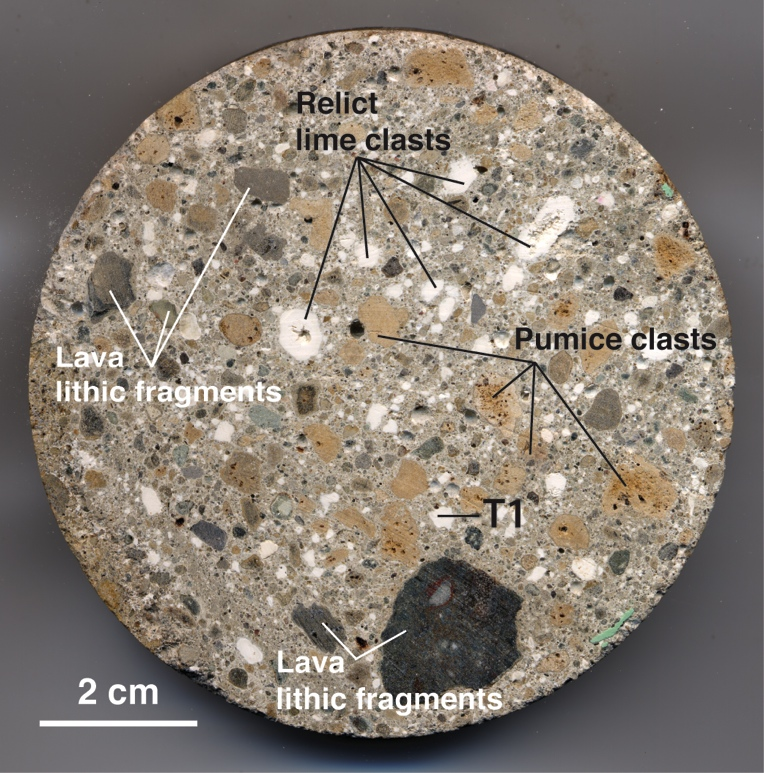 Relict
lime clasts
Pumice clasts
Lava
lithic fragments
T1
Lava
lithic fragments
2 cm